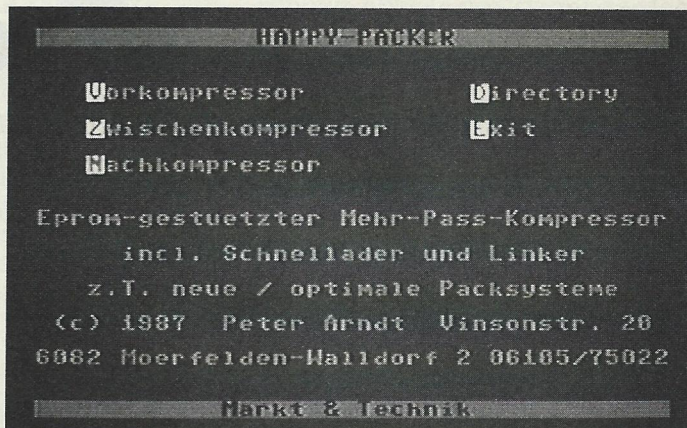 HAPPY-PACKER
Vorkompressor Directory
Zwischenkompressor Exit
Nachkompressor
Eprom-gestuetzter Mehr-Pass-Kompressor
incl. Schnellader und Linker
z.T. neue / optimale Packsysteme
(c) 1987 Peter Arndt Vinsonstr. 20
6082 Moerfelden-Walldorf 2 06105/75022
Markt & Technik